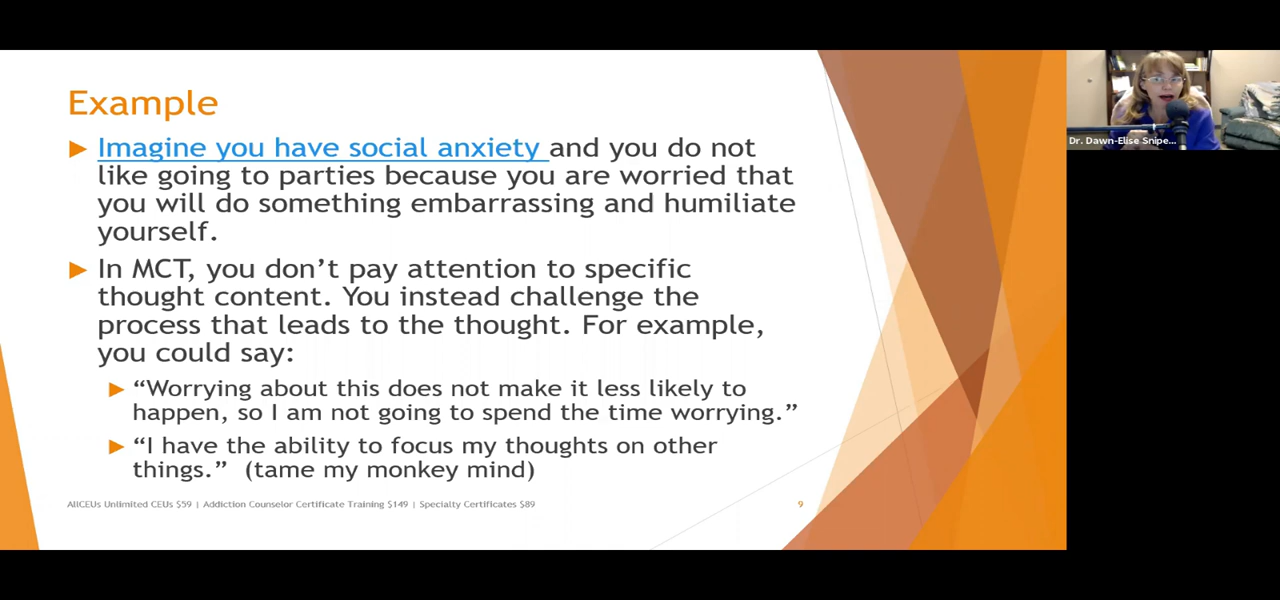 Example
► Imagine you have social anxiety and you do not
like going to parties because you are worried that
you will do something embarrassing and humiliate
yourself.
► In MCT, you don’t pay attention to specific
thought content. You instead challenge the
process that leads to the thought. For example,
you could say:
► “Worrying about this does not make it less likely to
happen, so I am not going to spend the time worrying.”
► “I have the ability to focus my thoughts on other
things.” (tame my monkey mind)
AllCEUs Unlimited CEUs $59 | Addiction Counselor Certificate Training $149 | Specialty Certificates $89
9
Dr. Dawn-Elise Snipe...